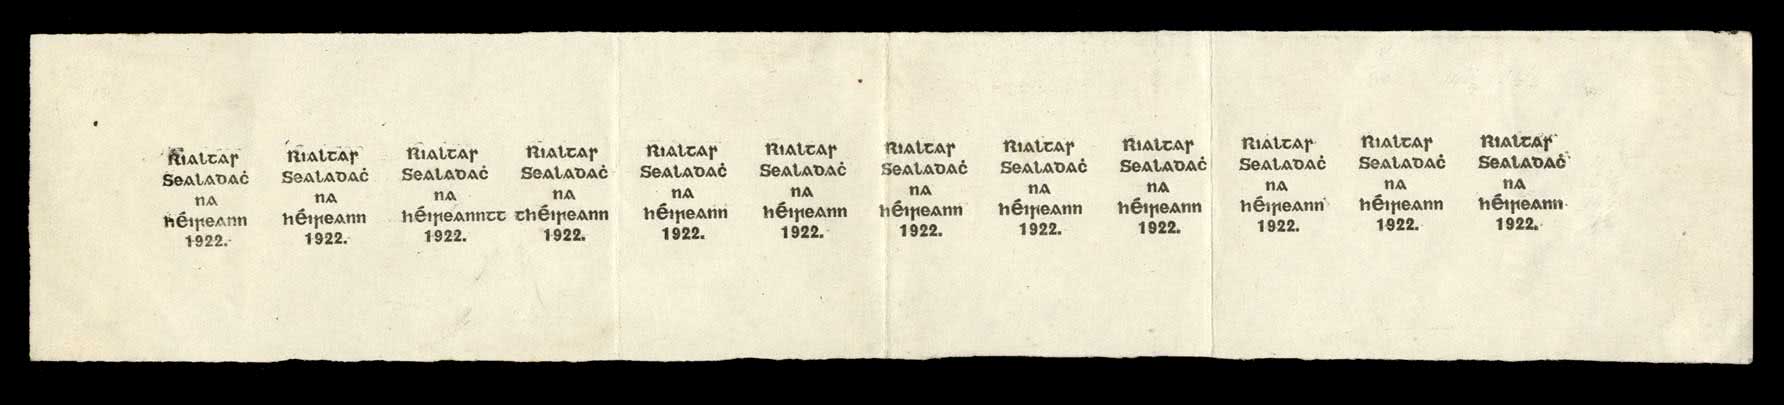 Rialtas
Sealadaċ
na
héireann
1922.
Rialtas
Sealadaċ
na
héireann
1922.
Rialtas
Sealadaċ
na
héireanntt
1922.
Rialtas
Sealadaċ
na
théireann
1922.
Rialtas
Sealadaċ
na
héireann
1922.
Rialtas
Sealadaċ
na
héireann
1922.
Rialtas
Sealadaċ
na
héireann
1922.
Rialtas
Sealadaċ
na
héireann
1922.
Rialtas
Sealadaċ
na
héireann
1922.
Rialtas
Sealadaċ
na
héireann
1922.
Rialtas
Sealadaċ
na
héireann
1922.
Rialtas
Sealadaċ
na
héireann
1922.